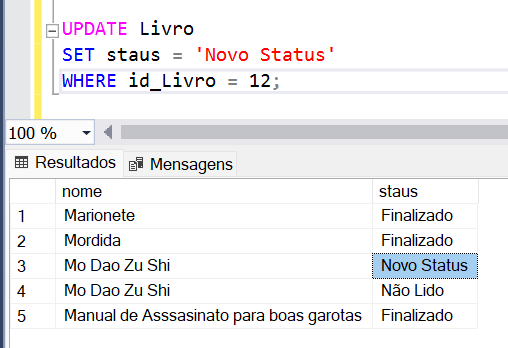 UPDATE Livro
SET staus = 'Novo Status'
WHERE id_Livro = 12;
100 %
Resultados Mensagens
nome staus
1 Marionete Finalizado
2 Mordida Finalizado
3 Mo Dao Zu Shi Novo Status
4 Mo Dao Zu Shi Não Lido
5 Manual de Asssasinato para boas garotas Finalizado